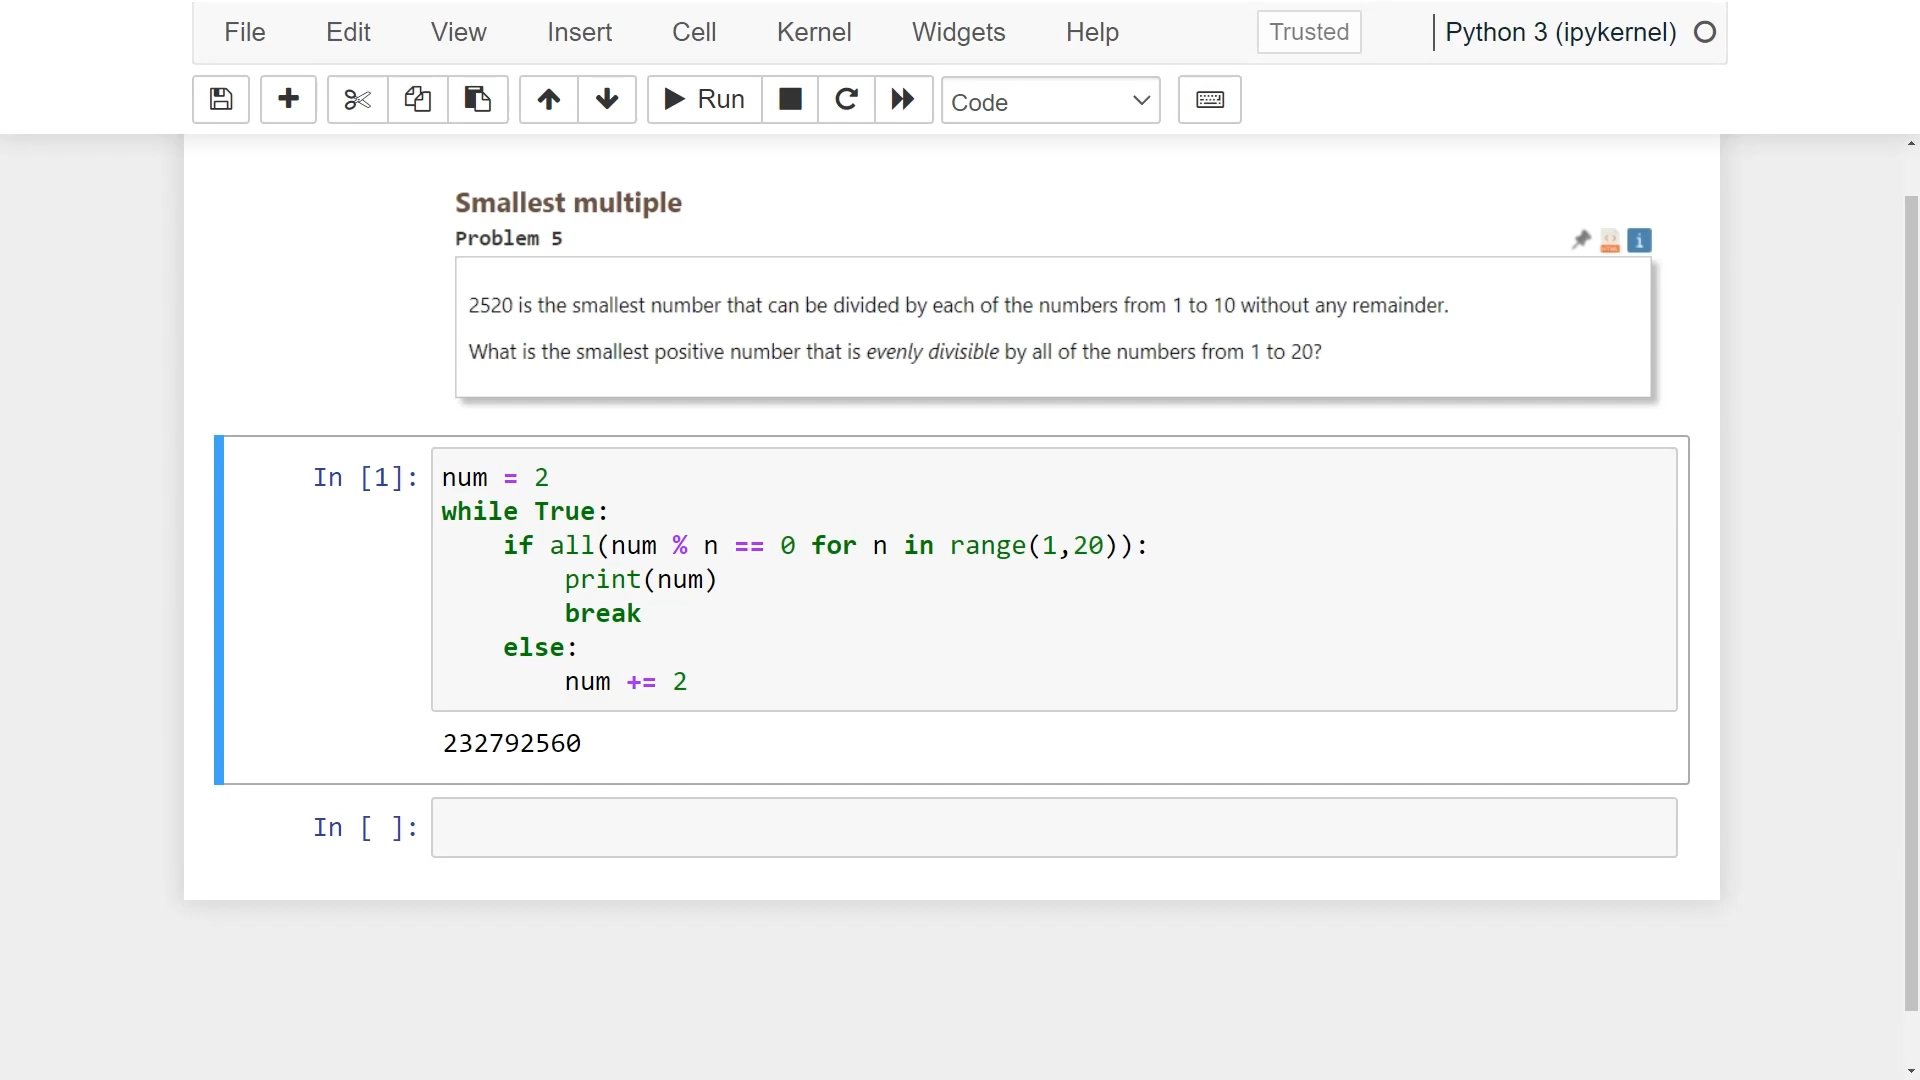 File Edit View Insert Cell Kernel Widgets Help Trusted Python 3 (ipykernel)
Run Code
Smallest multiple
Problem 5
2520 is the smallest number that can be divided by each of the numbers from 1 to 10 without any remainder.
What is the smallest positive number that is evenly divisible by all of the numbers from 1 to 20?
In [1]: num = 2
while True:
    if all(num % n == 0 for n in range(1,20)):
        print(num)
        break
    else:
        num += 2
232792560
In [ ]: